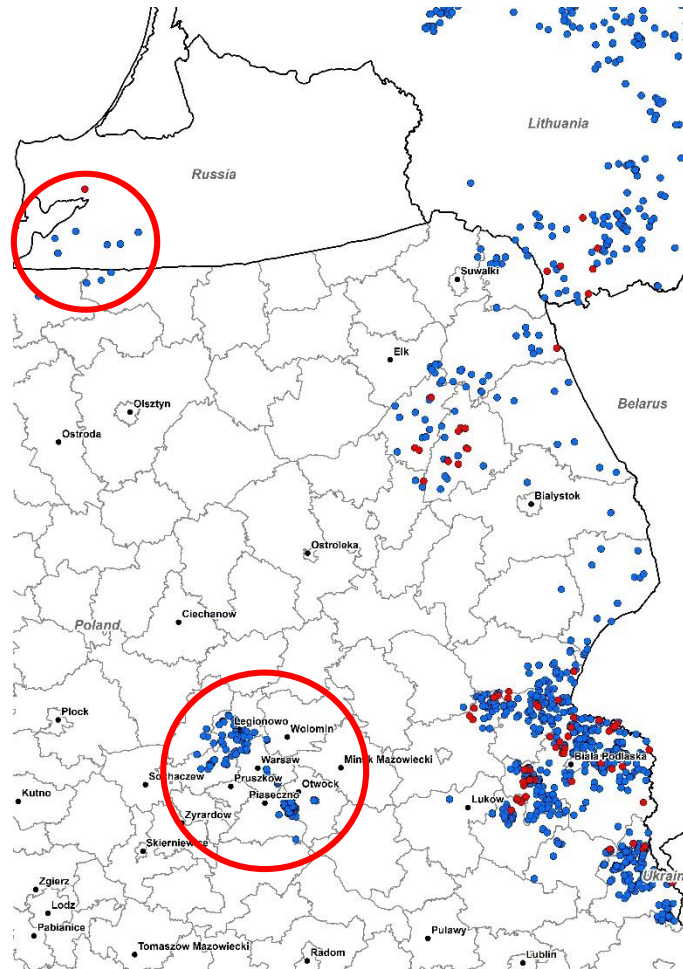 Lithuania
Russia
Suwalki
Elk
Belarus
Olsztyn
Ostroda
Bialystok
Ostroleka
Ciechanow
Poland
Plock
Legionowo
Wolomin
Warsaw
Minsk Mazowiecki
Biala Podlaska
Sochaczew
Pruszkow
Otwock
Kutno
Piaseczno
Lukow
Zyrardow
Skierniewice
Ukrain
Zgierz
Lodz
Pabianice
Pulawy
Tomaszow Mazowiecki
Radom
Lublin